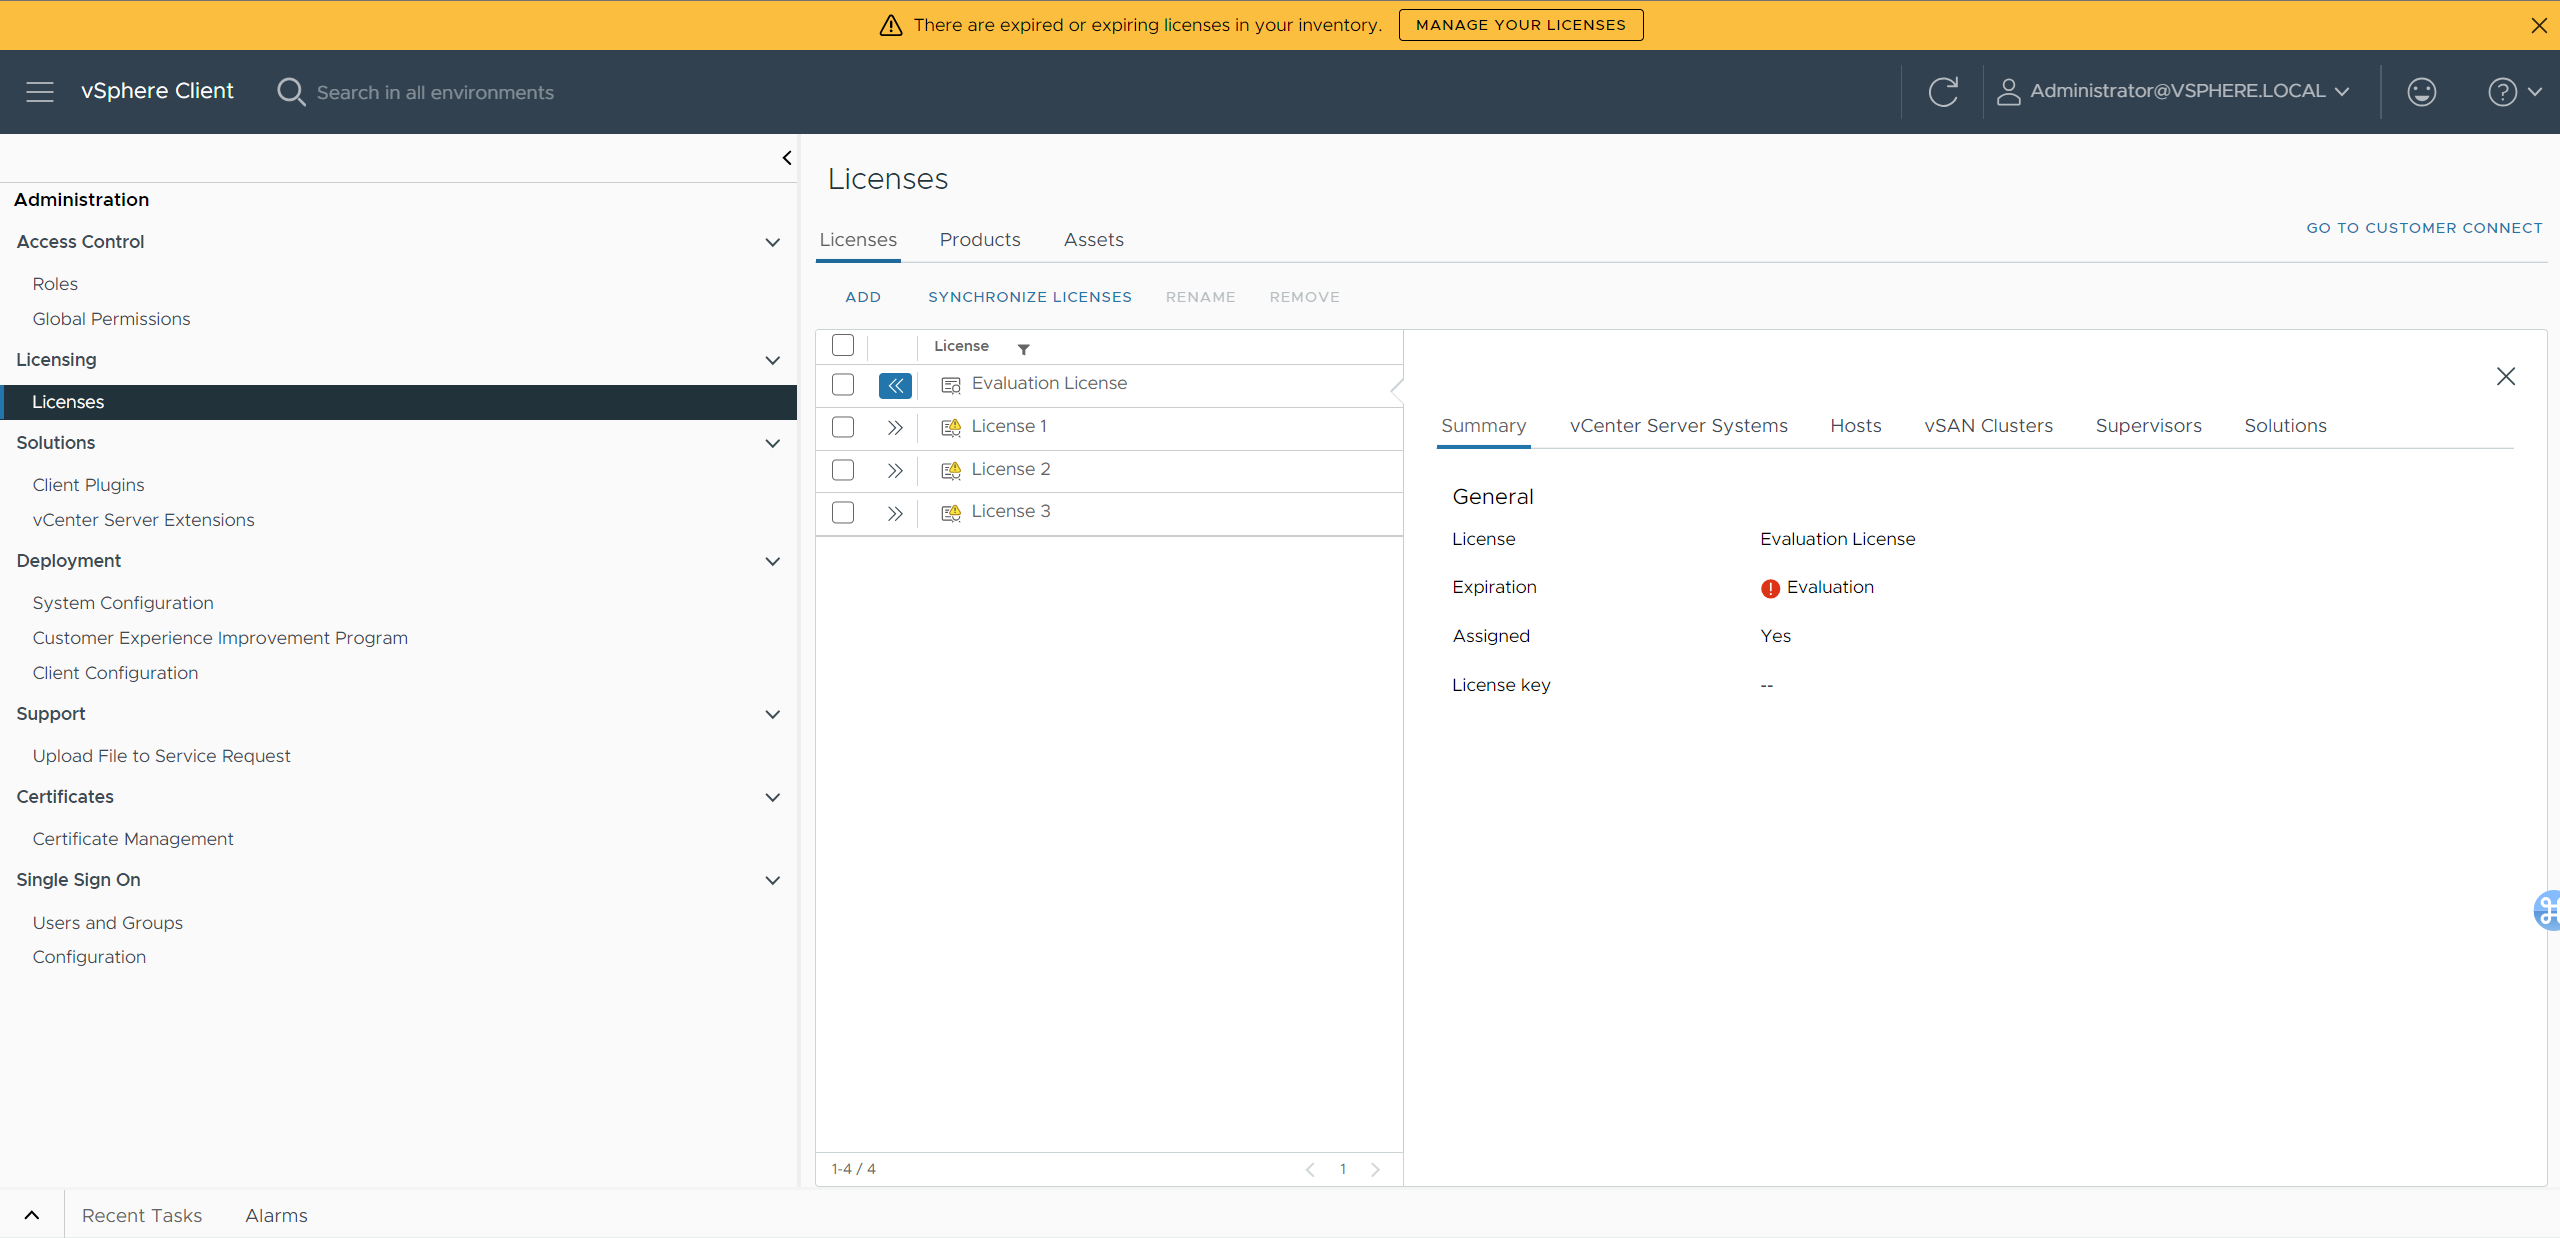 There are expired or expiring licenses in your inventory. MANAGE YOUR LICENSES
vSphere Client Search in all environments Administrator@VSPHERE.LOCAL
Administration
Access Control
Roles
Global Permissions
Licensing
Licenses
Solutions
Client Plugins
vCenter Server Extensions
Deployment
System Configuration
Customer Experience Improvement Program
Client Configuration
Support
Upload File to Service Request
Certificates
Certificate Management
Single Sign On
Users and Groups
Configuration
Licenses
GO TO CUSTOMER CONNECT
Licenses Products Assets
ADD SYNCHRONIZE LICENSES RENAME REMOVE
License
Evaluation License
License 1
License 2
License 3
1-4 / 4 1
Summary vCenter Server Systems Hosts vSAN Clusters Supervisors Solutions
General
License Evaluation License
Expiration Evaluation
Assigned Yes
License key --
Recent Tasks Alarms